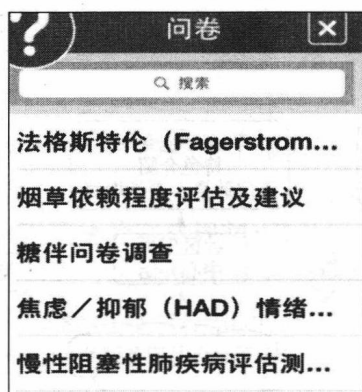 问卷
搜索
法格斯特伦（Fagerstrom...
烟草依赖程度评估及建议
糖伴问卷调查
焦虑／抑郁（HAD）情绪...
慢性阻塞性肺疾病评估测...